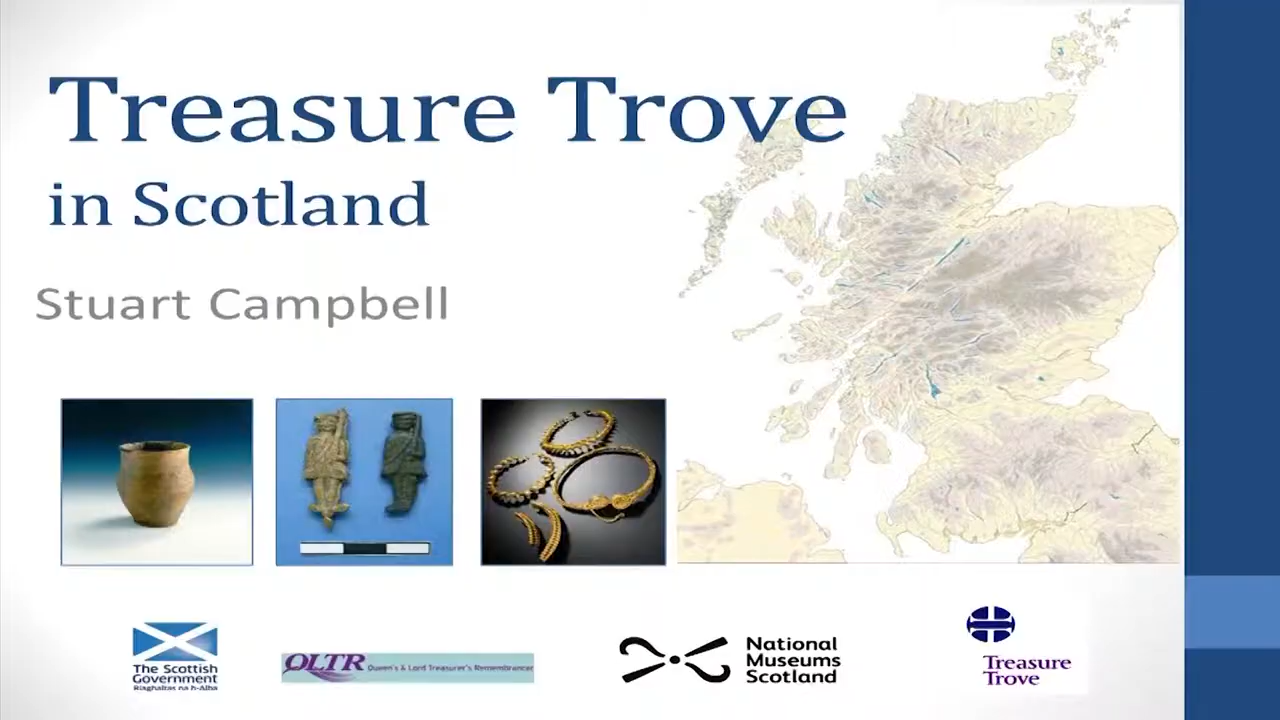 Treasure Trove
in Scotland
Stuart Campbell
The Scottish
Government
Riaghaltas na h-Alba
QLTR Queen's & Lord Treasurer's Remembrancer
National
Museums
Scotland
Treasure
Trove